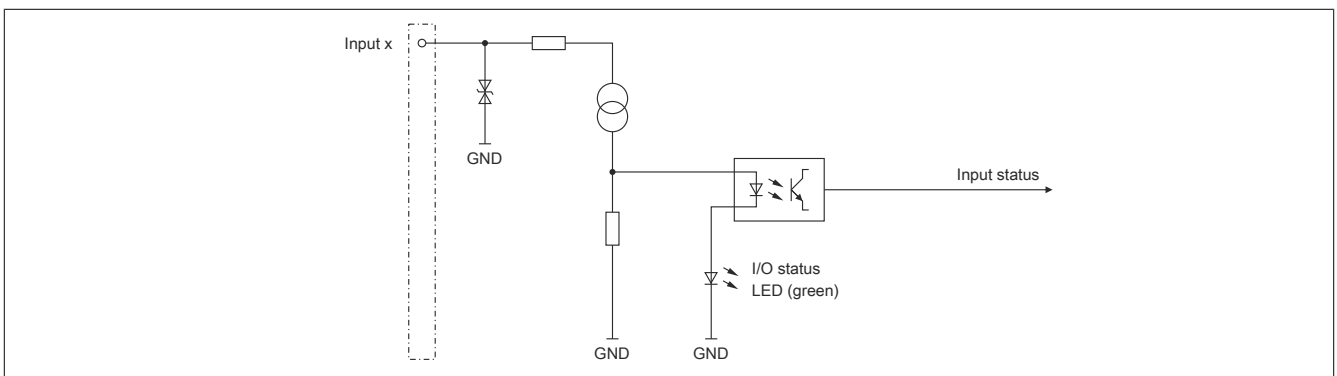 Input x
GND
Input status
I/O status
LED (green)
GND
GND